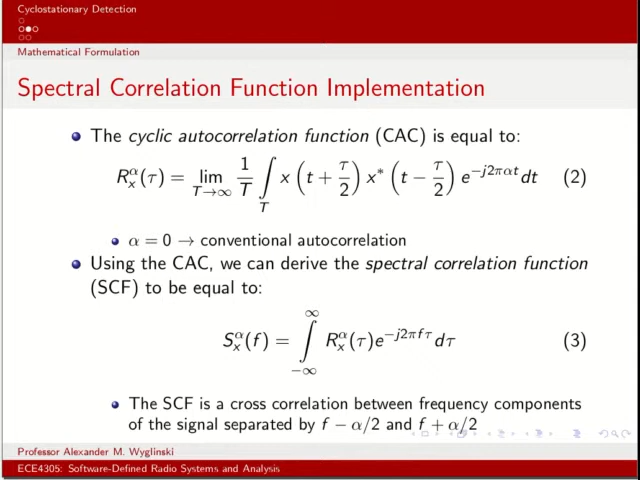 Cyclostationary Detection
Mathematical Formulation
Spectral Correlation Function Implementation
The cyclic autocorrelation function (CAC) is equal to:
R_x^α(τ) = lim_{T→∞} 1/T ∫_T x (t + τ/2) x* (t − τ/2) e^{−j2παt} dt (2)
α = 0 → conventional autocorrelation
Using the CAC, we can derive the spectral correlation function
(SCF) to be equal to:
S_x^α(f) = ∫_{−∞}^{∞} R_x^α(τ)e^{−j2πfτ} dτ (3)
The SCF is a cross correlation between frequency components
of the signal separated by f − α/2 and f + α/2
Professor Alexander M. Wyglinski
ECE4305: Software-Defined Radio Systems and Analysis